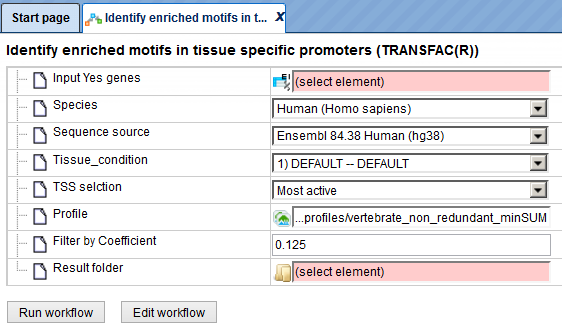 Start page
Identify enriched motifs in t... X
Identify enriched motifs in tissue specific promoters (TRANSFAC(R))
Input Yes genes (select element)
Species Human (Homo sapiens)
Sequence source Ensembl 84.38 Human (hg38)
Tissue_condition 1) DEFAULT -- DEFAULT
TSS selction Most active
Profile ...profiles/vertebrate_non_redundant_minSUM
Filter by Coefficient 0.125
Result folder (select element)
Run workflow Edit workflow